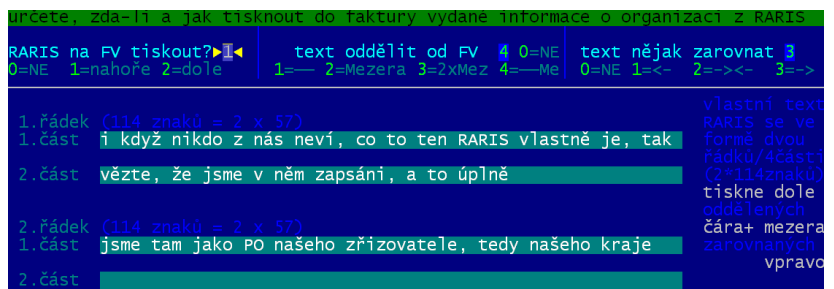 určete, zda-li a jak tisknout do faktury vydané informace o organizaci z RARIS
RARIS na FV tiskout?►1◄ text oddělit od FV 4 0=NE text nějak zarovnat 3
0=NE 1=nahoře 2=dole 1=—— 2=Mezera 3=2xMez 4=——Me 0=NE 1=<- 2=-><- 3=->
vlastní text
1.řádek (114 znaků = 2 x 57) RARIS se ve
1.část i když nikdo z nás neví, co to ten RARIS vlastně je, tak formě dvou
řádků/4částí
2.část vězte, že jsme v něm zapsáni, a to úplně (2*114znaků)
tiskne dole
oddělených
2.řádek (114 znaků = 2 x 57) čára+ mezera
1.část jsme tam jako PO našeho zřizovatele, tedy našeho kraje zarovnaných
vpravo
2.část